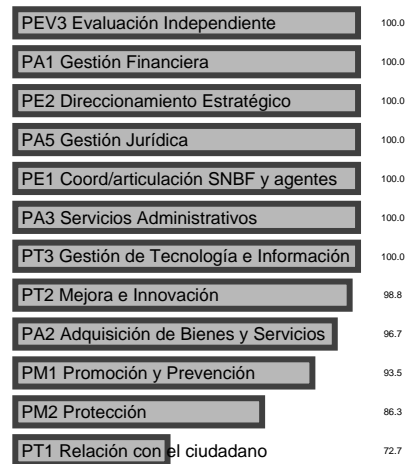 PEV3 Evaluación Independiente 100.0
PA1 Gestión Financiera 100.0
PE2 Direccionamiento Estratégico 100.0
PA5 Gestión Jurídica 100.0
PE1 Coord/articulación SNBF y agentes 100.0
PA3 Servicios Administrativos 100.0
PT3 Gestión de Tecnología e Información 100.0
PT2 Mejora e Innovación 98.8
PA2 Adquisición de Bienes y Servicios 96.7
PM1 Promoción y Prevención 93.5
PM2 Protección 86.3
PT1 Relación con el ciudadano 72.7